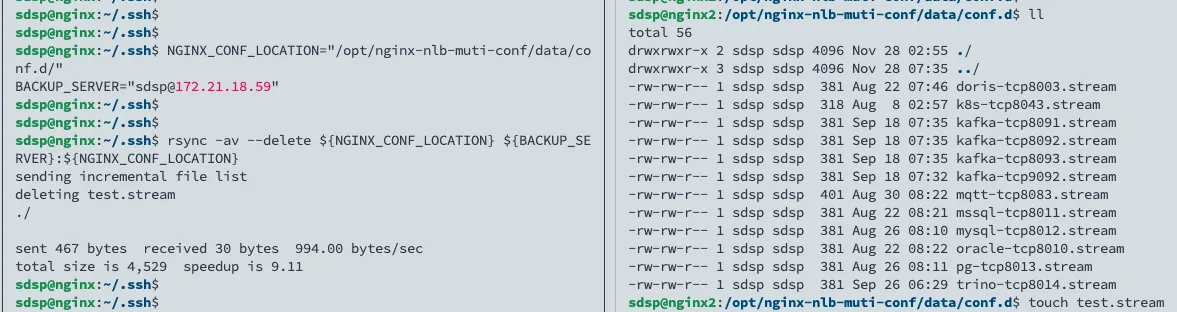 sdsp@nginx:~/.ssh$
sdsp@nginx:~/.ssh$
sdsp@nginx:~/.ssh$ NGINX_CONF_LOCATION="/opt/nginx-nlb-muti-conf/data/co
nf.d/"
BACKUP_SERVER="sdsp@172.21.18.59"
sdsp@nginx:~/.ssh$
sdsp@nginx:~/.ssh$
sdsp@nginx:~/.ssh$ rsync -av --delete ${NGINX_CONF_LOCATION} ${BACKUP_SE
RVER}:${NGINX_CONF_LOCATION}
sending incremental file list
deleting test.stream
./
sent 467 bytes  received 30 bytes  994.00 bytes/sec
total size is 4,529  speedup is 9.11
sdsp@nginx:~/.ssh$
sdsp@nginx:~/.ssh$
sdsp@nginx2:/opt/nginx-nlb-muti-conf/data/conf.d$ ll
total 56
drwxrwxr-x 2 sdsp sdsp 4096 Nov 28 02:55 ./
drwxrwxr-x 3 sdsp sdsp 4096 Nov 28 07:35 ../
-rw-rw-r-- 1 sdsp sdsp  381 Aug 22 07:46 doris-tcp8003.stream
-rw-rw-r-- 1 sdsp sdsp  318 Aug  8 02:57 k8s-tcp8043.stream
-rw-rw-r-- 1 sdsp sdsp  381 Sep 18 07:35 kafka-tcp8091.stream
-rw-rw-r-- 1 sdsp sdsp  381 Sep 18 07:35 kafka-tcp8092.stream
-rw-rw-r-- 1 sdsp sdsp  381 Sep 18 07:35 kafka-tcp8093.stream
-rw-rw-r-- 1 sdsp sdsp  381 Sep 18 07:32 kafka-tcp9092.stream
-rw-rw-r-- 1 sdsp sdsp  401 Aug 30 08:22 mqtt-tcp8083.stream
-rw-rw-r-- 1 sdsp sdsp  381 Aug 22 08:21 mssql-tcp8011.stream
-rw-rw-r-- 1 sdsp sdsp  381 Aug 26 08:10 mysql-tcp8012.stream
-rw-rw-r-- 1 sdsp sdsp  381 Aug 22 08:22 oracle-tcp8010.stream
-rw-rw-r-- 1 sdsp sdsp  381 Aug 26 08:11 pg-tcp8013.stream
-rw-rw-r-- 1 sdsp sdsp  381 Sep 26 06:29 trino-tcp8014.stream
sdsp@nginx2:/opt/nginx-nlb-muti-conf/data/conf.d$ touch test.stream